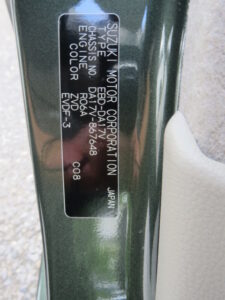 SUZUKI MOTOR CORPORATION JAPAN
TYPE EBD-DA17V
CHASSIS NO. DA17V-867648
ENGINE R06A
COLOR ZVD C08
EVDF-3